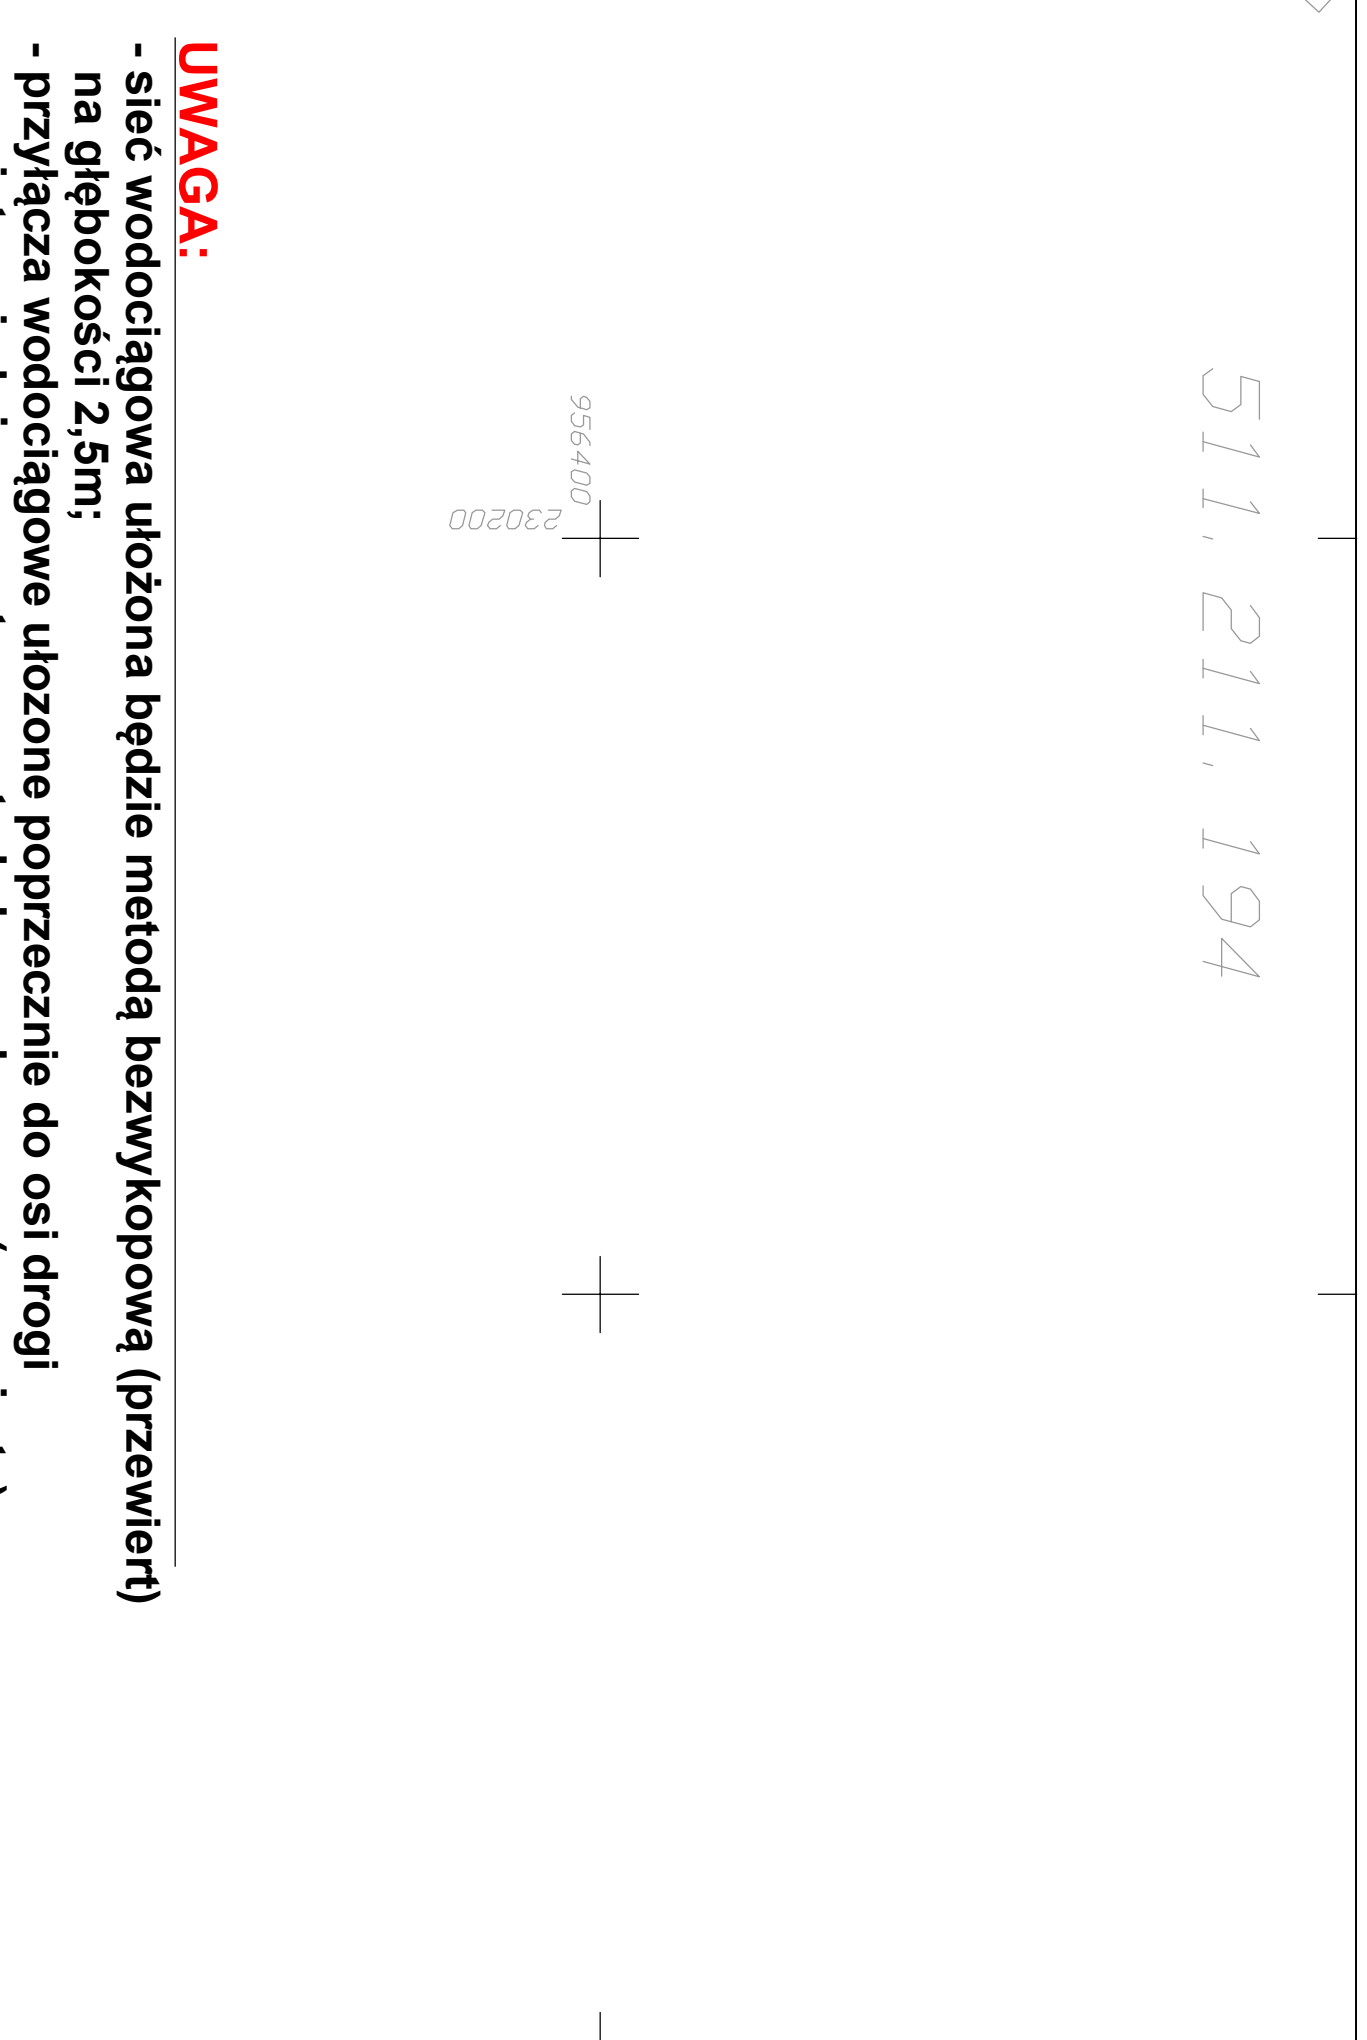 511. 211. 194
956400
230200
UWAGA:
- sieć wodociągowa ułożona będzie metodą bezwykopową (przewiert)
na głębokości 2,5m;
- przyłącza wodociągowe ułozone poprzecznie do osi drogi